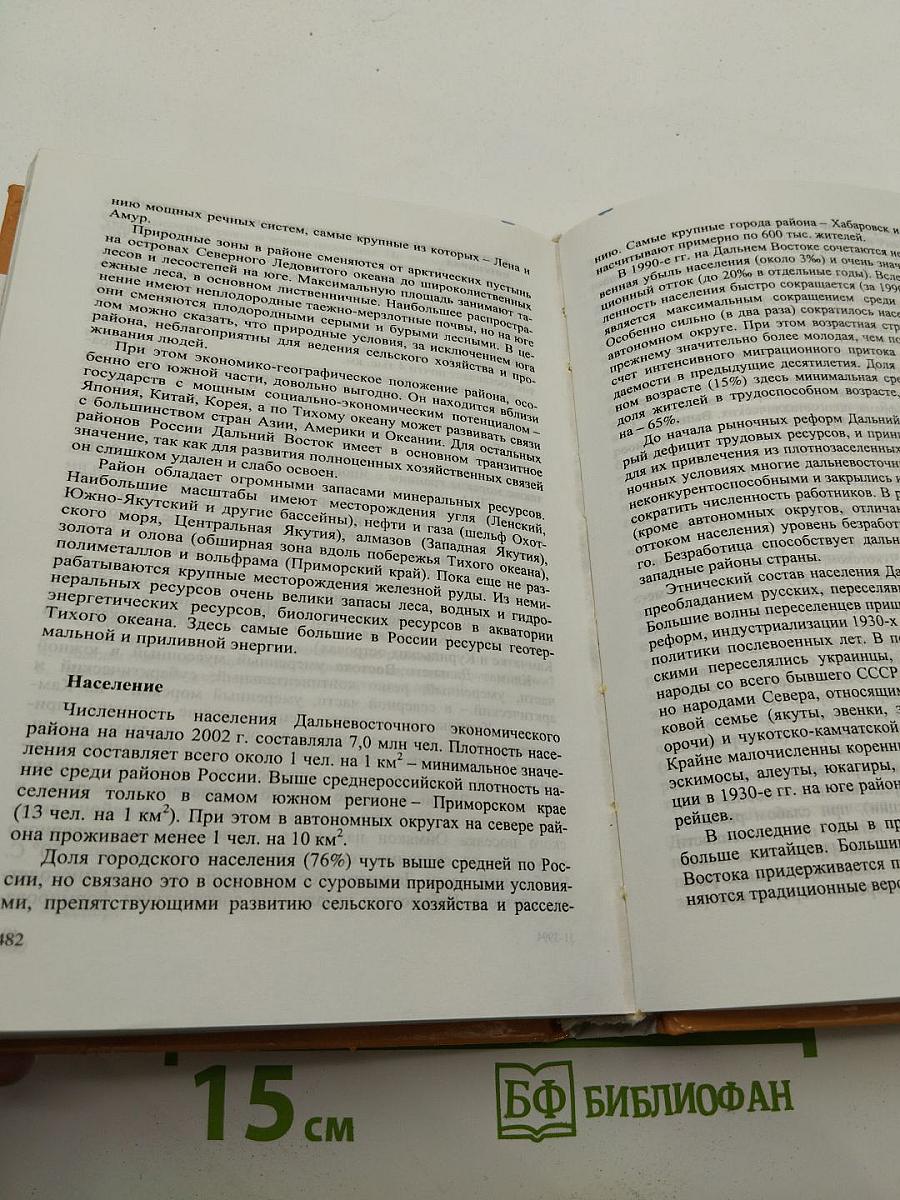 нию мощных речных систем, самые крупные из которых – Лена и
Амур.
Природные зоны в районе сменяются от арктических пустынь
на островах Северного Ледовитого океана до широколиственных
лесов и лесостепей на юге. Максимальную площадь занимают та-
ежные леса, в основном лиственничные. Наибольшее распростра-
нение имеют неплодородные таежно-мерзлотные почвы, но на юге
они сменяются плодородными серыми и бурыми лесными. В це-
лом можно сказать, что природные условия, за исключением юга
района, неблагоприятны для ведения сельского хозяйства и про-
живания людей.
При этом экономико-географическое положение района, осо-
бенно его южной части, довольно выгодно. Он находится вблизи
государств с мощным социально-экономическим потенциалом –
Япония, Китай, Корея, а по Тихому океану может развивать связи
с большинством стран Азии, Америки и Океании. Для остальных
районов России Дальний Восток имеет в основном транзитное
значение, так как для развития полноценных хозяйственных связей
он слишком удален и слабо освоен.
Район обладает огромными запасами минеральных ресурсов.
Наибольшие масштабы имеют месторождения угля (Ленский,
Южно-Якутский и другие бассейны), нефти и газа (шельф Охот-
ского моря, Центральная Якутия), алмазов (Западная Якутия),
золота и олова (обширная зона вдоль побережья Тихого океана),
полиметаллов и вольфрама (Приморский край). Пока еще не раз-
рабатываются крупные месторождения железной руды. Из неми-
неральных ресурсов очень велики запасы леса, водных и гидро-
энергетических ресурсов, биологических ресурсов в акватории
Тихого океана. Здесь самые большие в России ресурсы геотер-
мальной и приливной энергии.
Население
Численность населения Дальневосточного экономического
района на начало 2002 г. составляла 7,0 млн чел. Плотность насе-
ления составляет всего около 1 чел. на 1 км² – минимальное значе-
ние среди районов России. Выше среднероссийской плотность на-
селения только в самом южном регионе – Приморском крае
(13 чел. на 1 км²). При этом в автономных округах на севере рай-
она проживает менее 1 чел. на 10 км².
Доля городского населения (76%) чуть выше средней по Рос-
сии, но связано это в основном с суровыми природными условия-
ми, препятствующими развитию сельского хозяйства и расселе-
482
нию. Самые крупные города района – Хабаровск и
насчитывают примерно по 600 тыс. жителей.
В 1990-е гг. на Дальнем Востоке сочетаются
венная убыль населения (около 3‰) и очень
ционный отток (до 20‰ в отдельные годы).
ленность населения быстро сокращается (за
является максимальным сокращением среди
Особенно сильно (в два раза) сократилось
автономном округе. При этом возрастная
прежнему значительно более молодая, чем
счет интенсивного миграционного притока
даемости в предыдущие десятилетия. Доля
ном возрасте (15%) здесь минимальная
доля жителей в трудоспособном возрасте,
на – 65%.
До начала рыночных реформ Дальний
рый дефицит трудовых ресурсов, и
для их привлечения из плотнозаселенных
ночных условиях многие
неконкурентоспособными и закрылись
сократить численность работников. В
(кроме автономных округов,
оттоком населения) уровень
го. Безработица способствует
западные районы страны.
Этнический состав населения
преобладанием русских,
Большие волны переселенцев
реформ, индустриализации 1930-х
политики послевоенных лет. В
скими переселялись украинцы,
народы со всего бывшего СССР
но народами Севера,
ковой семье (якуты, эвенки,
орочи) и чукотско-камчатской
Крайне малочисленны
эскимосы, алеуты, юкагиры,
ции в 1930-е гг. на юге
рейцев.
В последние годы в
больше китайцев.
Востока придерживается
няются традиционные
15 см
БФ БИБЛИОФАН